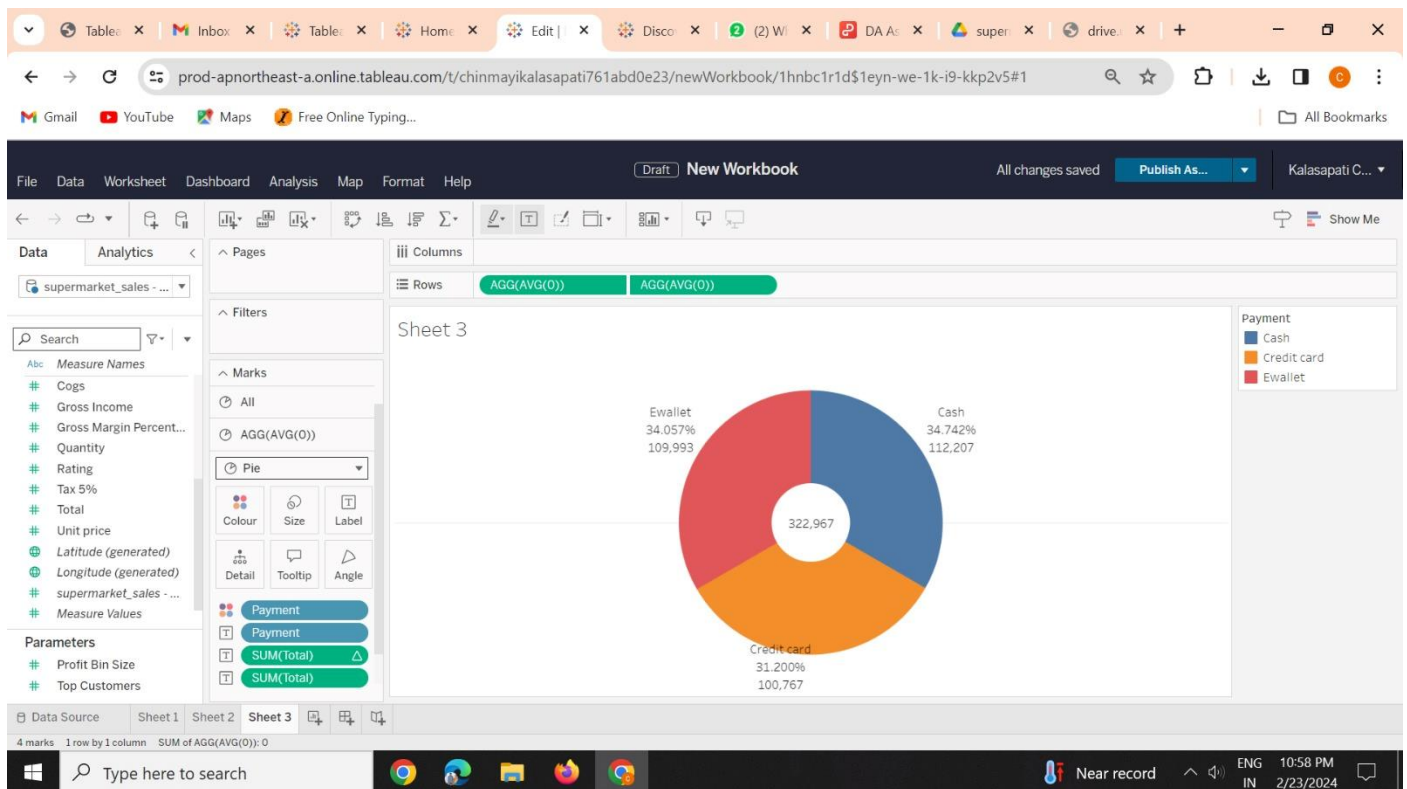 Tablea
Inbox
Table
Home
Edit |
Disco
(2) W
DA As
super
drive.
prod-apnortheast-a.online.tableau.com/t/chinmayikalasapati761abd0e23/newWorkbook/1hnbc1r1d$1eyn-we-1k-i9-kkp2v5#1
C
Gmail YouTube Maps Free Online Typing... All Bookmarks
Draft New Workbook
All changes saved Publish As... Kalasapati C...
File Data Worksheet Dashboard Analysis Map Format Help
Show Me
Data Analytics
supermarket_sales - ...
Search
Abc Measure Names
# Cogs
# Gross Income
# Gross Margin Percent...
# Quantity
# Rating
# Tax 5%
# Total
# Unit price
Latitude (generated)
Longitude (generated)
# supermarket_sales - ...
# Measure Values
Parameters
# Profit Bin Size
# Top Customers
Pages
Filters
Marks
All
AGG(AVG(0))
Pie
Colour Size Label
Detail Tooltip Angle
Payment
Payment
SUM(Total)
SUM(Total)
Columns
Rows AGG(AVG(0)) AGG(AVG(0))
Sheet 3
Ewallet
34.057%
109,993
Cash
34.742%
112,207
322,967
Credit card
31.200%
100,767
Payment
Cash
Credit card
Ewallet
Data Source Sheet 1 Sheet 2 Sheet 3
4 marks 1 row by 1 column SUM of AGG(AVG(0)): 0
Type here to search
Near record
ENG
IN
10:58 PM
2/23/2024